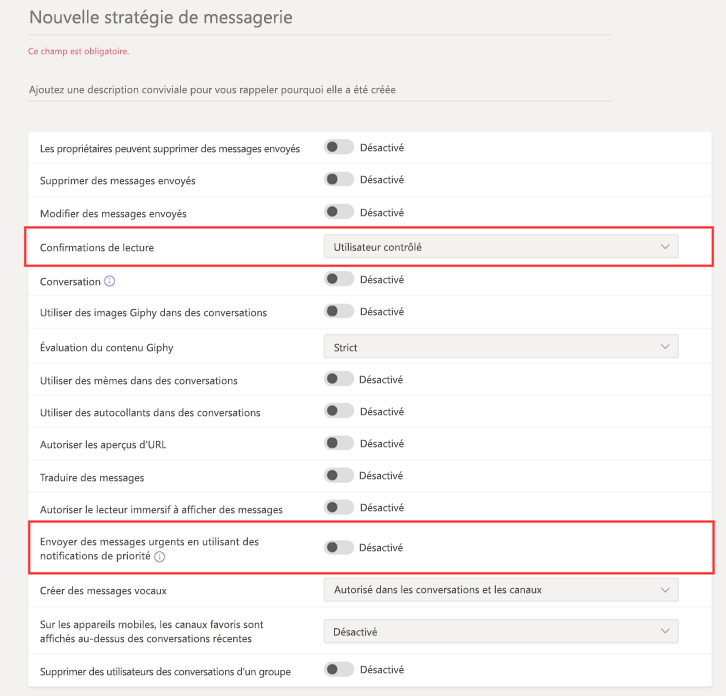 Nouvelle stratégie de messagerie
Ce champ est obligatoire.
Ajoutez une description conviviale pour vous rappeler pourquoi elle a été créée
Les propriétaires peuvent supprimer des messages envoyés Désactivé
Supprimer des messages envoyés Désactivé
Modifier des messages envoyés Désactivé
Confirmations de lecture Utilisateur contrôlé
Conversation Désactivé
Utiliser des images Giphy dans des conversations Désactivé
Évaluation du contenu Giphy Strict
Utiliser des mèmes dans des conversations Désactivé
Utiliser des autocollants dans des conversations Désactivé
Autoriser les aperçus d'URL Désactivé
Traduire des messages Désactivé
Autoriser le lecteur immersif à afficher des messages Désactivé
Envoyer des messages urgents en utilisant des
notifications de priorité Désactivé
Créer des messages vocaux Autorisé dans les conversations et les canaux
Sur les appareils mobiles, les canaux favoris sont
affichés au-dessus des conversations récentes Désactivé
Supprimer des utilisateurs des conversations d'un groupe Désactivé